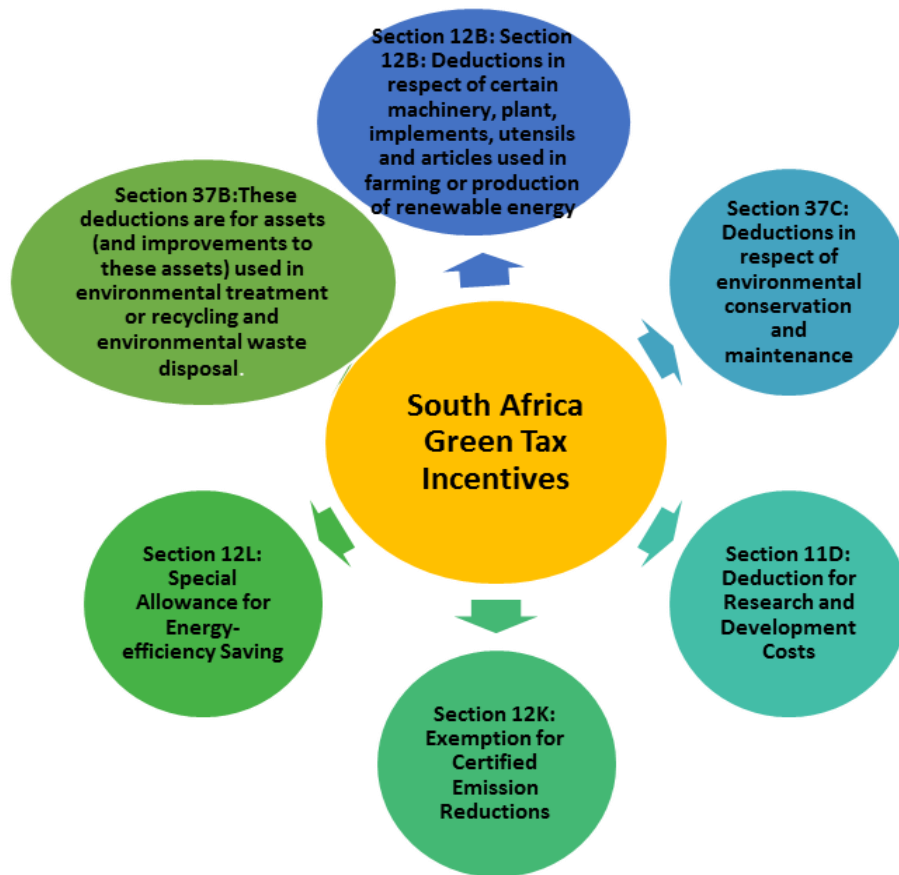 Section 12B: Section
12B: Deductions in
respect of certain
machinery, plant,
implements, utensils
and articles used in
farming or production
of renewable energy
Section 37B:These
deductions are for assets
(and improvements to
these assets) used in
environmental treatment
or recycling and
environmental waste
disposal.
Section 37C:
Deductions in
respect of
environmental
conservation
and
maintenance
South Africa
Green Tax
Incentives
Section 12L:
Special
Allowance for
Energy-
efficiency Saving
Section 11D:
Deduction for
Research and
Development
Costs
Section 12K:
Exemption for
Certified
Emission
Reductions